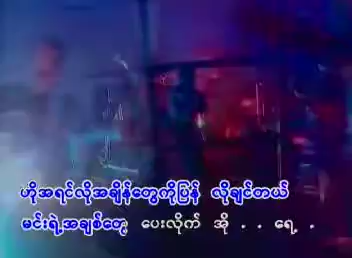 ဟိုအရင်လိုအချိန်တွေကိုပြန် လိုချင်တယ်
မင်းရဲ့အချစ်တွေ ပေးလိုက် အို . . ရေ့ .